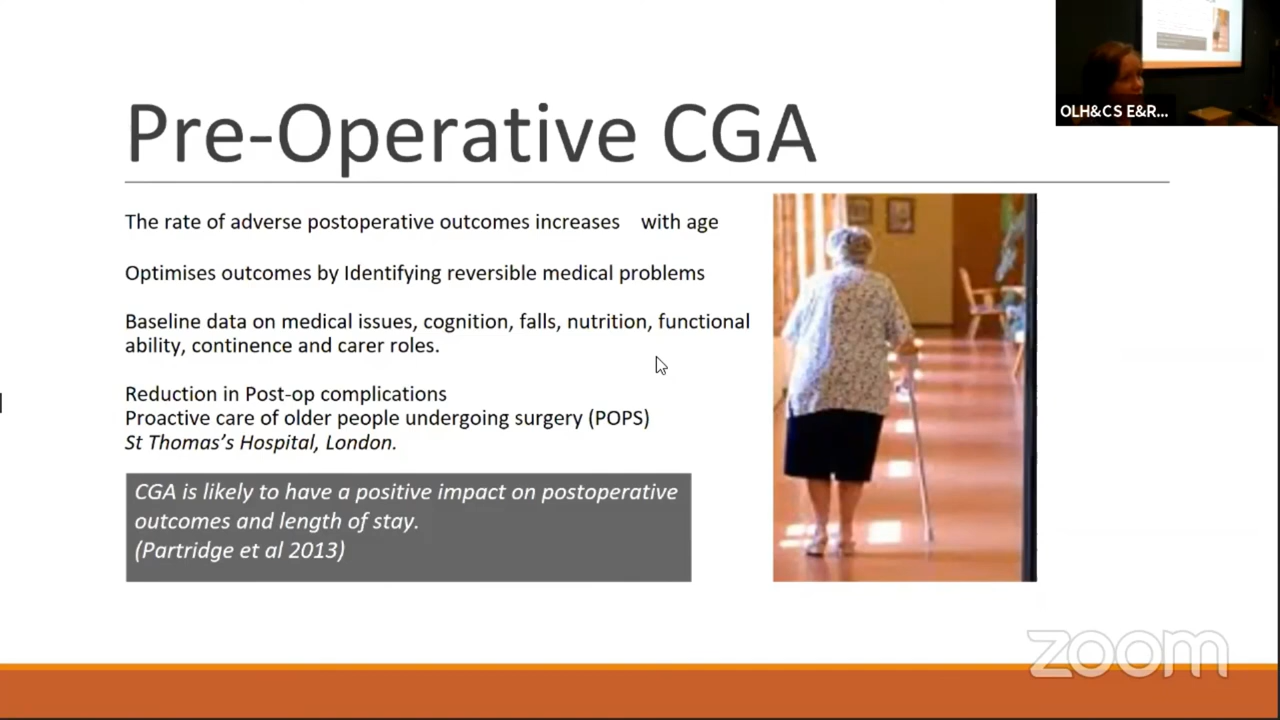 OLH&CS E&R...
Pre-Operative CGA
The rate of adverse postoperative outcomes increases with age
Optimises outcomes by Identifying reversible medical problems
Baseline data on medical issues, cognition, falls, nutrition, functional
ability, continence and carer roles.
Reduction in Post-op complications
Proactive care of older people undergoing surgery (POPS)
St Thomas’s Hospital, London.
CGA is likely to have a positive impact on postoperative
outcomes and length of stay.
(Partridge et al 2013)
zoom